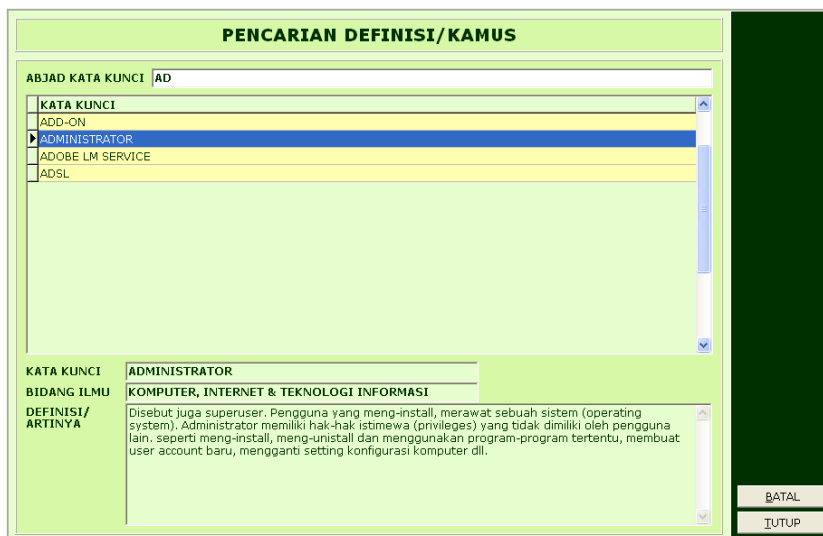 PENCARIAN DEFINISI/KAMUS
ABJAD KATA KUNCI AD
KATA KUNCI
ADD-ON
ADMINISTRATOR
ADOBE LM SERVICE
ADSL
KATA KUNCI ADMINISTRATOR
BIDANG ILMU KOMPUTER, INTERNET & TEKNOLOGI INFORMASI
DEFINISI/
ARTINYA
Disebut juga superuser. Pengguna yang meng-install, merawat sebuah sistem (operating
system). Administrator memiliki hak-hak istimewa (privileges) yang tidak dimiliki oleh pengguna
lain. seperti meng-install, meng-unistall dan menggunakan program-program tertentu, membuat
user account baru, mengganti setting konfigurasi komputer dll.
BATAL
TUTUP